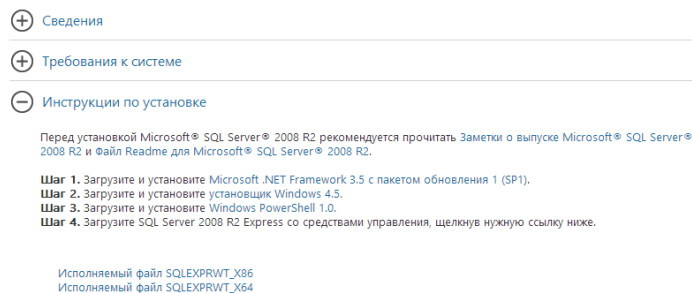 Сведения
Требования к системе
Инструкции по установке
Перед установкой Microsoft® SQL Server® 2008 R2 рекомендуется прочитать Заметки о выпуске Microsoft® SQL Server®
2008 R2 и Файл Readme для Microsoft® SQL Server® 2008 R2.
Шаг 1. Загрузите и установите Microsoft .NET Framework 3.5 с пакетом обновления 1 (SP1).
Шаг 2. Загрузите и установите установщик Windows 4.5.
Шаг 3. Загрузите и установите Windows PowerShell 1.0.
Шаг 4. Загрузите SQL Server 2008 R2 Express со средствами управления, щелкнув нужную ссылку ниже.
Исполняемый файл SQLEXPRWT_X86
Исполняемый файл SQLEXPRWT_X64